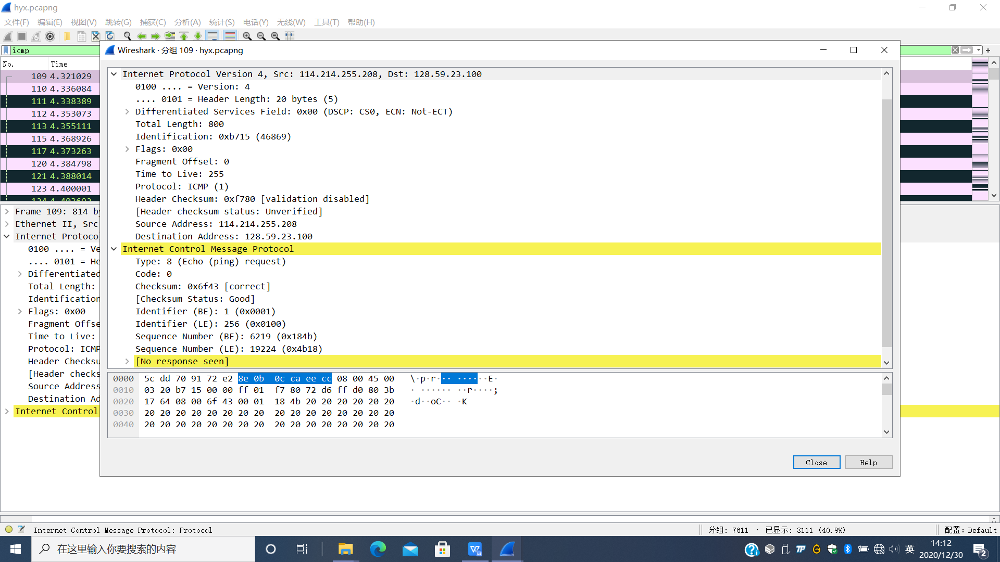 hyx.pcapng
文件(F) 编辑(E) 视图(V) 跳转(G) 捕获(C) 分析(A) 统计(S) 电话(Y) 无线(W) 工具(T) 帮助(H)
icmp
No. Time
109 4.321029
110 4.336084
111 4.338389
112 4.353073
113 4.355111
115 4.368926
117 4.373263
120 4.384798
121 4.388014
123 4.400001
124 4.403692
Frame 109: 814 by
Ethernet II, Src
Internet Protoco
0100 .... = Ve
.... 0101 = He
Differentiated
Total Length:
Identification
Flags: 0x00
Fragment Offse
Time to Live:
Protocol: ICMP
Header Checksu
[Header checks
Source Address
Destination Ad
Internet Control
Wireshark · 分组 109 · hyx.pcapng
Internet Protocol Version 4, Src: 114.214.255.208, Dst: 128.59.23.100
0100 .... = Version: 4
.... 0101 = Header Length: 20 bytes (5)
Differentiated Services Field: 0x00 (DSCP: CS0, ECN: Not-ECT)
Total Length: 800
Identification: 0xb715 (46869)
Flags: 0x00
Fragment Offset: 0
Time to Live: 255
Protocol: ICMP (1)
Header Checksum: 0xf780 [validation disabled]
[Header checksum status: Unverified]
Source Address: 114.214.255.208
Destination Address: 128.59.23.100
Internet Control Message Protocol
Type: 8 (Echo (ping) request)
Code: 0
Checksum: 0x6f43 [correct]
[Checksum Status: Good]
Identifier (BE): 1 (0x0001)
Identifier (LE): 256 (0x0100)
Sequence Number (BE): 6219 (0x184b)
Sequence Number (LE): 19224 (0x4b18)
[No response seen]
0000 5c dd 70 91 72 e2 8e 0b 0c ca ee cc 08 00 45 00 \·p·r·········E·
0010 03 20 b7 15 00 00 ff 01 f7 80 72 d6 ff d0 80 3b · ········r····;
0020 17 64 08 00 6f 43 00 01 18 4b 20 20 20 20 20 20 ·d··oC·· ·K
0030 20 20 20 20 20 20 20 20 20 20 20 20 20 20 20 20
0040 20 20 20 20 20 20 20 20 20 20 20 20 20 20 20 20
Close Help
Internet Control Message Protocol: Protocol
分组: 7611 · 已显示: 3111 (40.9%)
配置: Default
在这里输入你要搜索的内容
英
14:12
2020/12/30
2